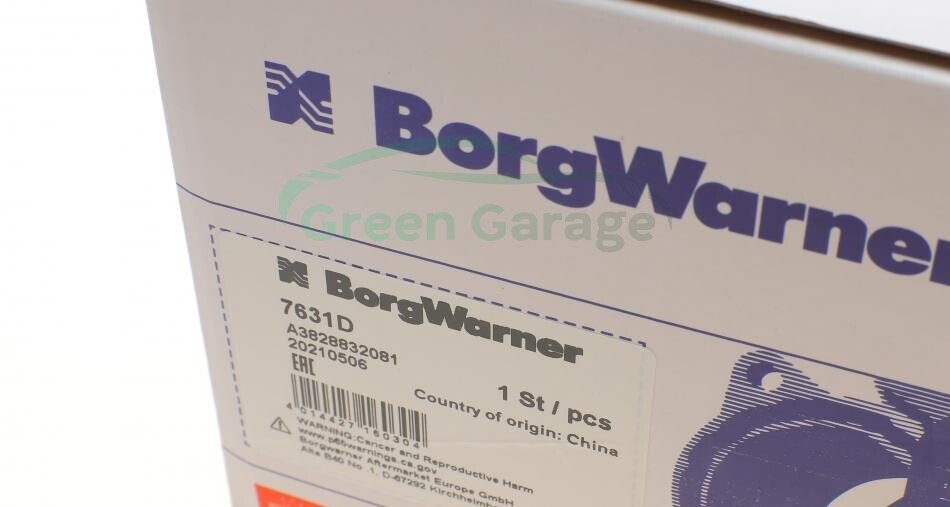 BorgWarner
Green Garage
BorgWarner
7631D
A3828832081
20210506
EAC
1 St / pcs
Country of origin: China
4 014427 160304
WARNING:Cancer and Reproductive Harm
www.p65warnings.ca.gov
Borgwarner Aftermarket Europe GmbH
Alte B40 No .1, D-67292